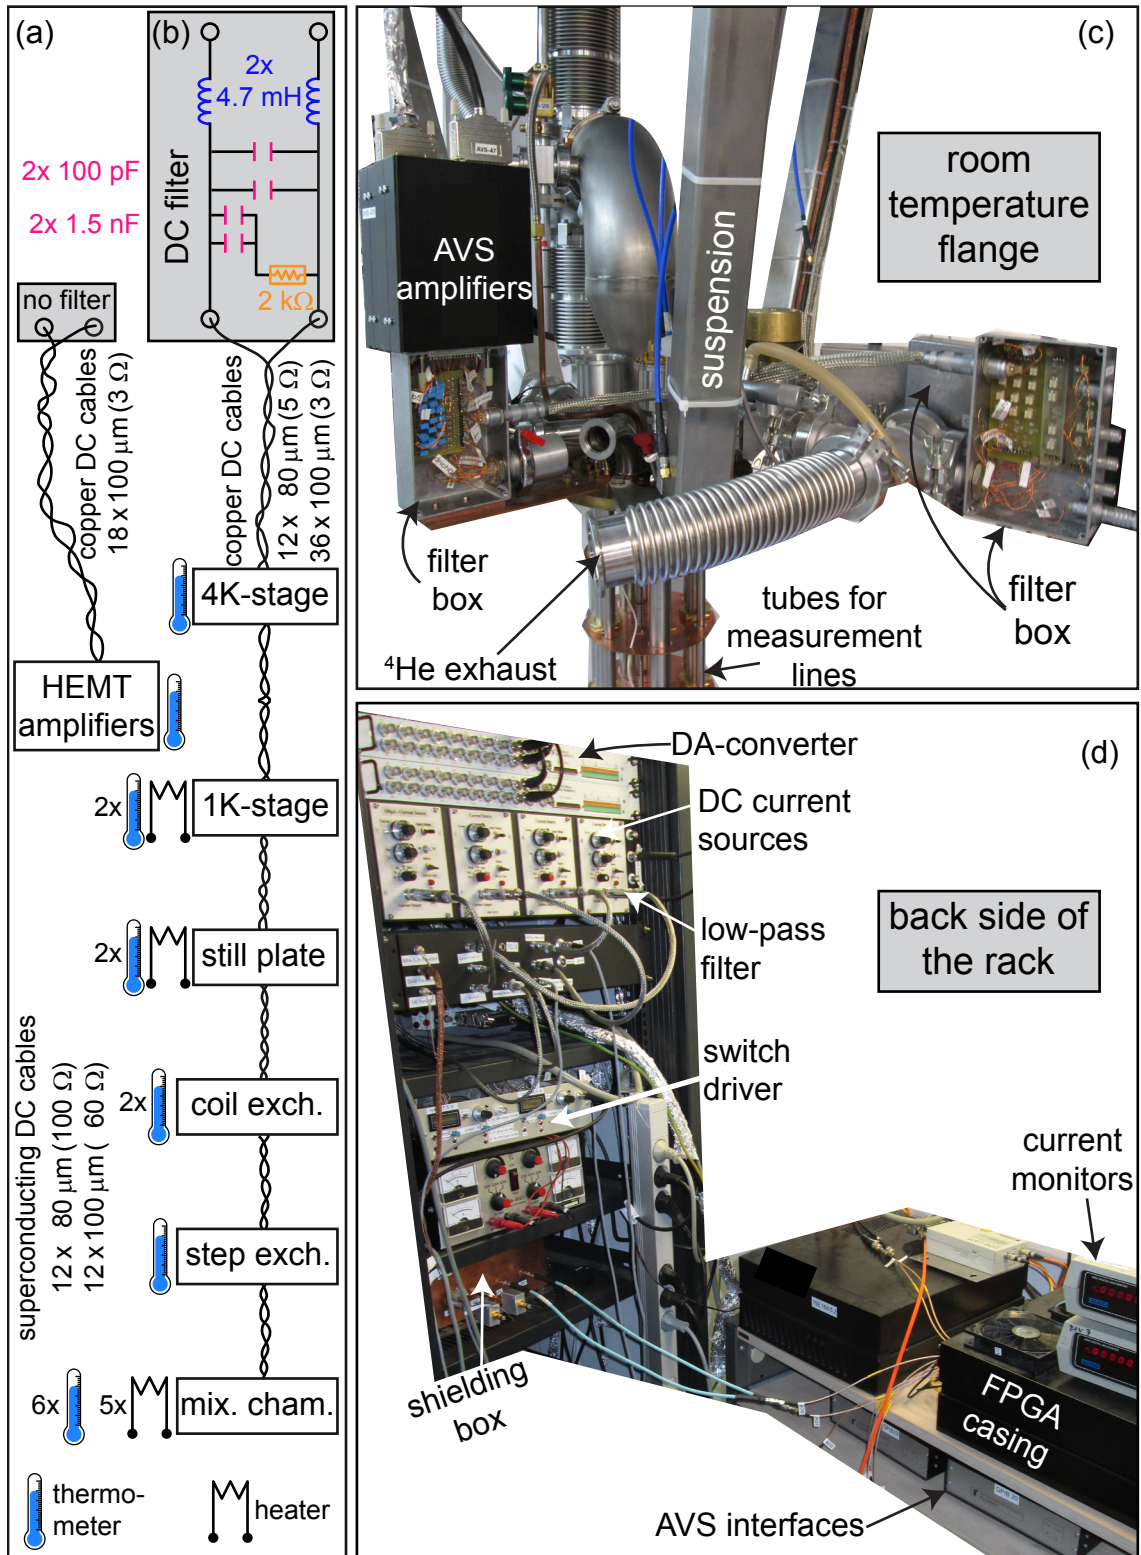 (a)
(b)
2x
4.7 mH
2x 100 pF
2x 1.5 nF
DC filter
2 kΩ
no filter
copper DC cables
18 x 100 µm (3 Ω)
copper DC cables
12 x 80 µm (5 Ω)
36 x 100 µm (3 Ω)
4K-stage
HEMT
amplifiers
2x
1K-stage
2x
still plate
superconducting DC cables
12 x 80 µm (100 Ω)
12 x 100 µm ( 60 Ω)
2x
coil exch.
step exch.
6x
5x
mix. cham.
thermo-
meter
heater
(c)
room
temperature
flange
AVS-47
AVS
amplifiers
suspension
filter
box
⁴He exhaust
tubes for
measurement
lines
filter
box
(d)
DA-converter
DC current
sources
low-pass
filter
back side of
the rack
switch
driver
current
monitors
shielding
box
FPGA
casing
AVS interfaces